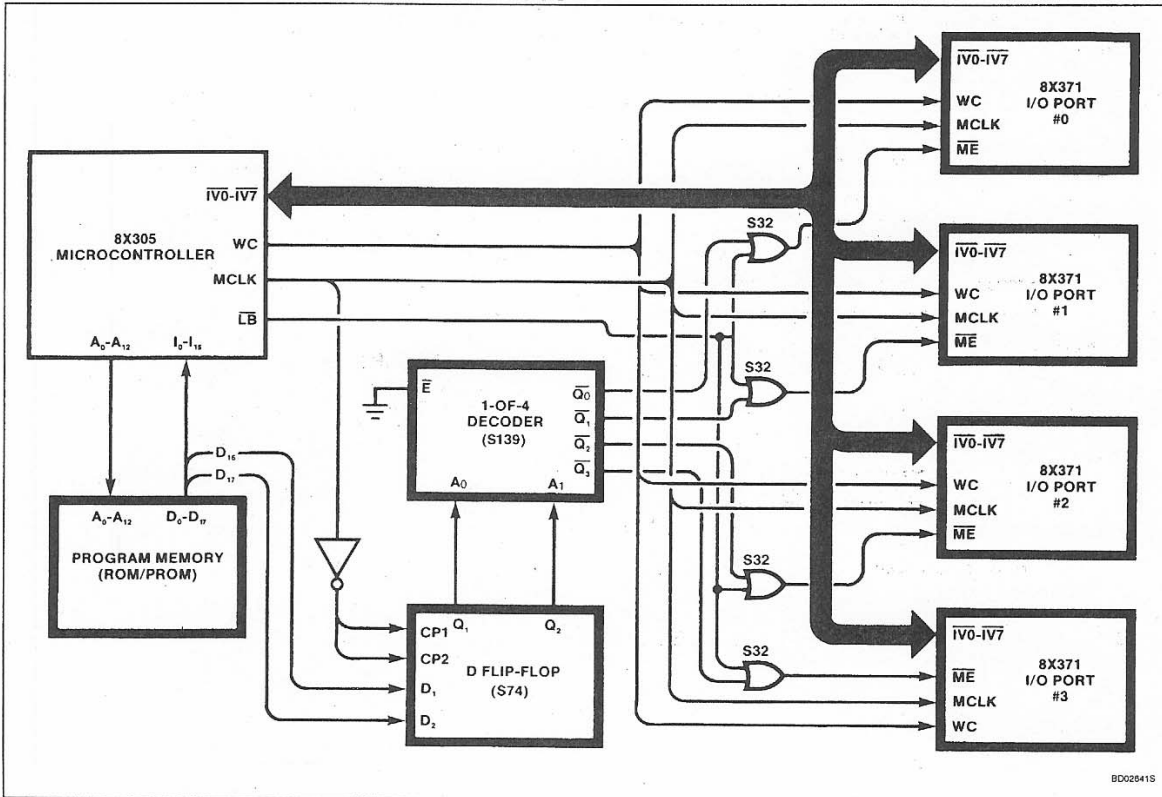 8X305
MICROCONTROLLER
IV0-IV7
WC
MCLK
LB
A0-A12
I0-I15
D16
D17
A0-A12
D0-D17
PROGRAM MEMORY
(ROM/PROM)
E
1-OF-4
DECODER
(S139)
Q0
Q1
Q2
Q3
A0
A1
Q1
Q2
CP1
CP2
D1
D2
D FLIP-FLOP
(S74)
S32
S32
S32
S32
IV0-IV7
WC
MCLK
ME
8X371
I/O PORT
#0
IV0-IV7
WC
MCLK
ME
8X371
I/O PORT
#1
IV0-IV7
WC
MCLK
ME
8X371
I/O PORT
#2
IV0-IV7
ME
MCLK
WC
8X371
I/O PORT
#3
BD02641S